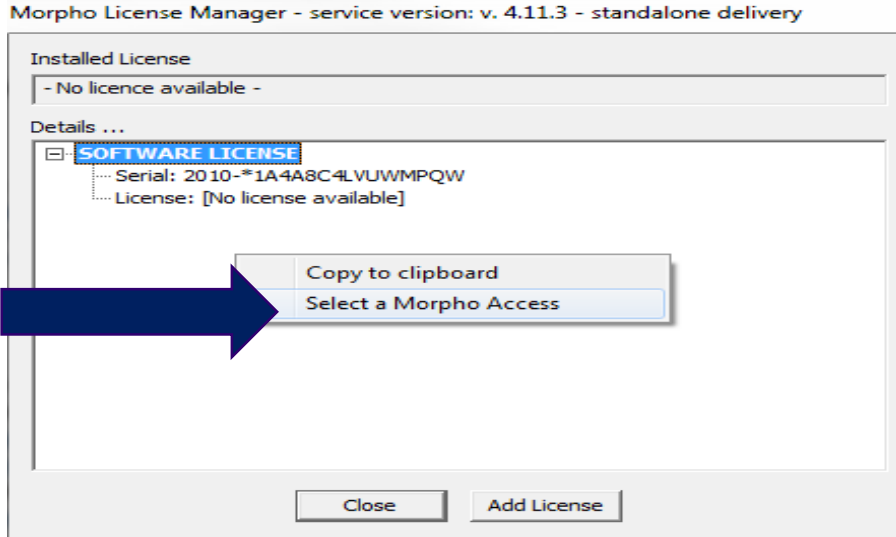 Morpho License Manager - service version: v. 4.11.3 - standalone delivery
Installed License
- No licence available -
Details ...
SOFTWARE LICENSE
Serial: 2010-*1A4A8C4LVUWMPQW
License: [No license available]
Copy to clipboard
Select a Morpho Access
Close
Add License